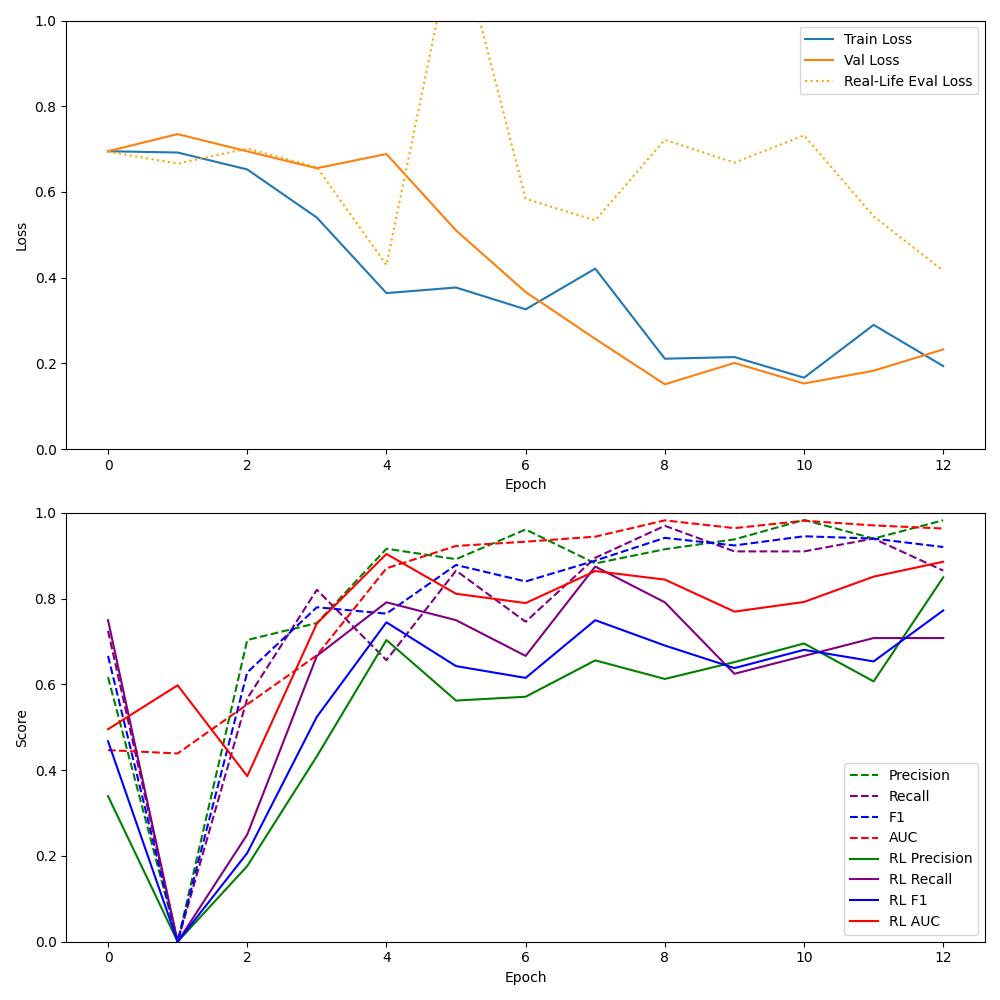 1.0
0.8
0.6
0.4
0.2
0.0
Loss
Train Loss
Val Loss
Real-Life Eval Loss
0 2 4 6 8 10 12
Epoch
1.0
0.8
0.6
0.4
0.2
0.0
Score
Precision
Recall
F1
AUC
RL Precision
RL Recall
RL F1
RL AUC
0 2 4 6 8 10 12
Epoch